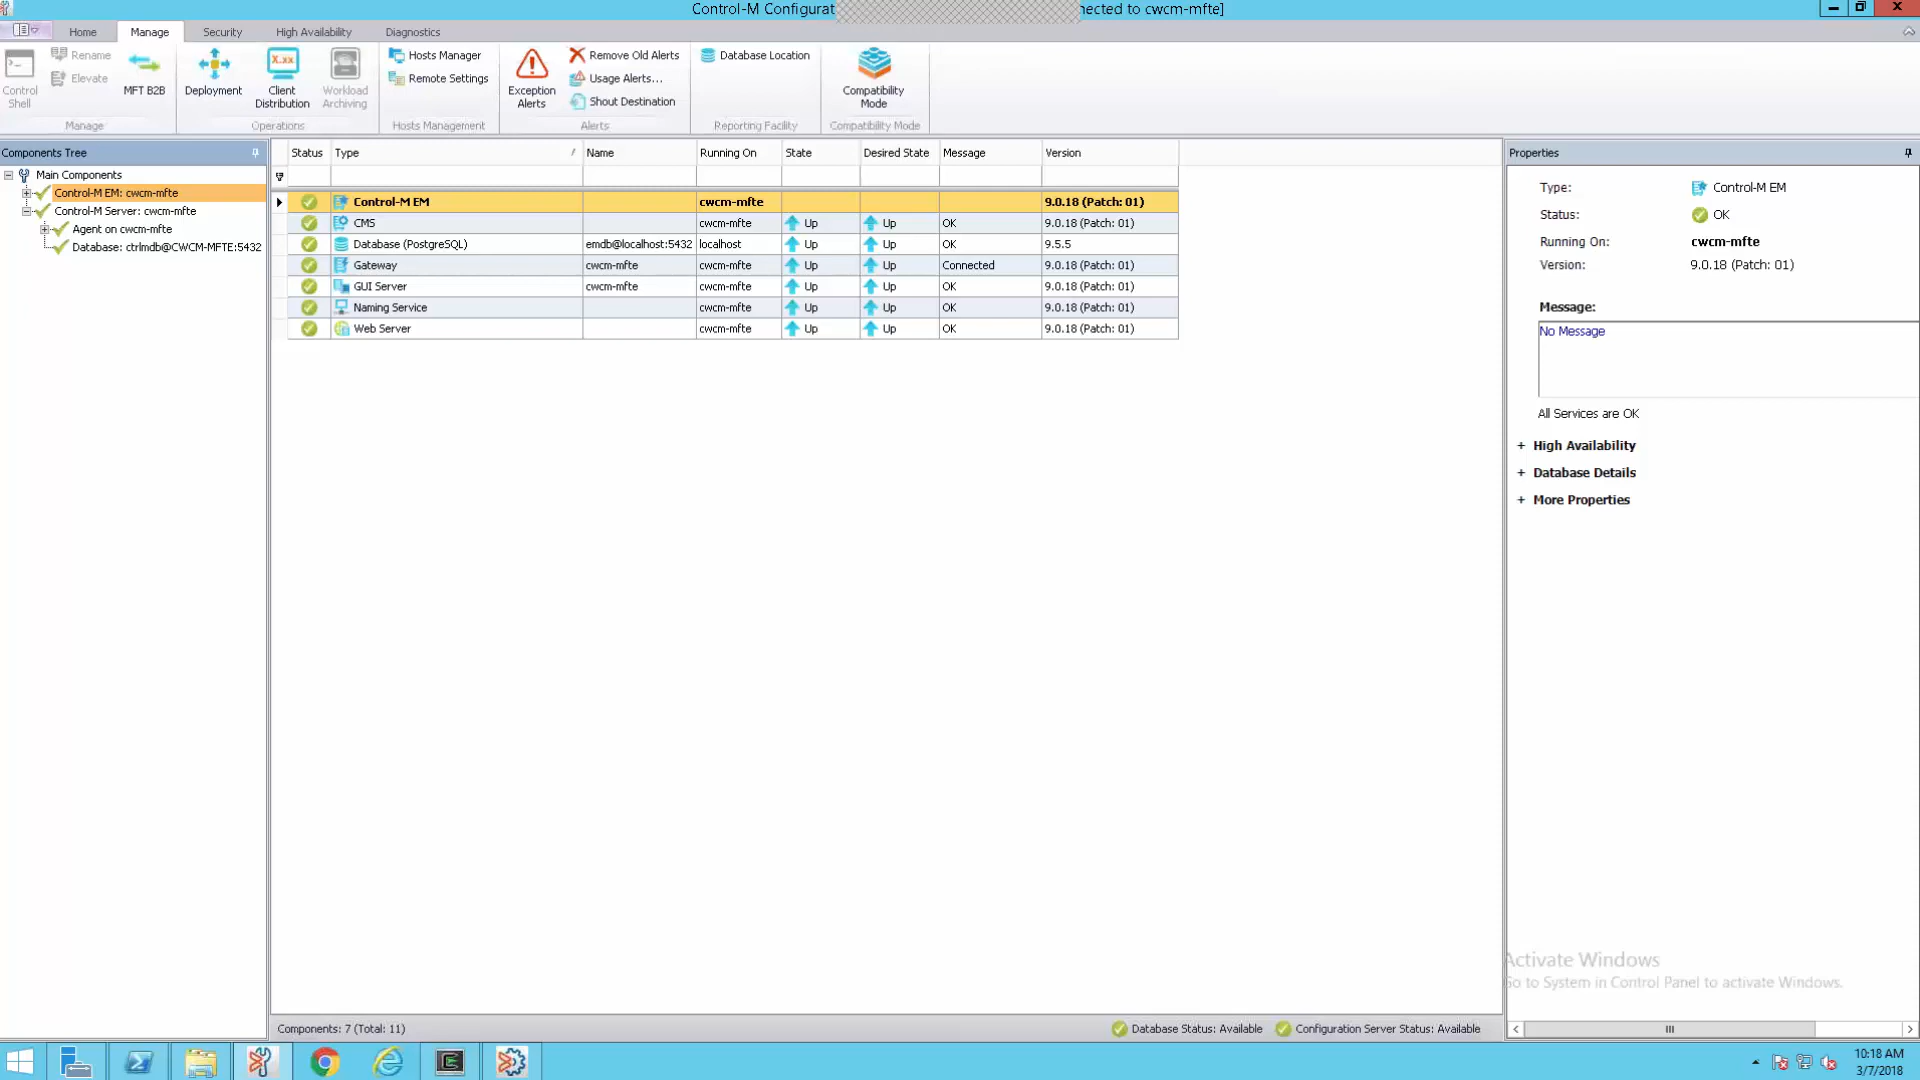 Control-M Configurat
nected to cwcm-mfte]
Home Manage Security High Availability Diagnostics
Control Shell
Rename
Elevate
MFT B2B
Manage
Deployment
Client Distribution
X.xx
Workload Archiving
Operations
Hosts Manager
Remote Settings
Hosts Management
Exception Alerts
Remove Old Alerts
Usage Alerts...
Shout Destination
Alerts
Database Location
Reporting Facility
Compatibility Mode
Compatibility Mode
Components Tree
Main Components
Control-M EM: cwcm-mfte
Control-M Server: cwcm-mfte
Agent on cwcm-mfte
Database: ctrlmdb@CWCM-MFTE:5432
Status Type Name Running On State Desired State Message Version
Control-M EM cwcm-mfte 9.0.18 (Patch: 01)
CMS cwcm-mfte Up Up OK 9.0.18 (Patch: 01)
Database (PostgreSQL) emdb@localhost:5432 localhost Up Up OK 9.5.5
Gateway cwcm-mfte cwcm-mfte Up Up Connected 9.0.18 (Patch: 01)
GUI Server cwcm-mfte cwcm-mfte Up Up OK 9.0.18 (Patch: 01)
Naming Service cwcm-mfte Up Up OK 9.0.18 (Patch: 01)
Web Server cwcm-mfte Up Up OK 9.0.18 (Patch: 01)
Properties
Type: Control-M EM
Status: OK
Running On: cwcm-mfte
Version: 9.0.18 (Patch: 01)
Message:
No Message
All Services are OK
+ High Availability
+ Database Details
+ More Properties
Activate Windows
Go to System in Control Panel to activate Windows.
Components: 7 (Total: 11)
Database Status: Available
Configuration Server Status: Available
10:18 AM
3/7/2018